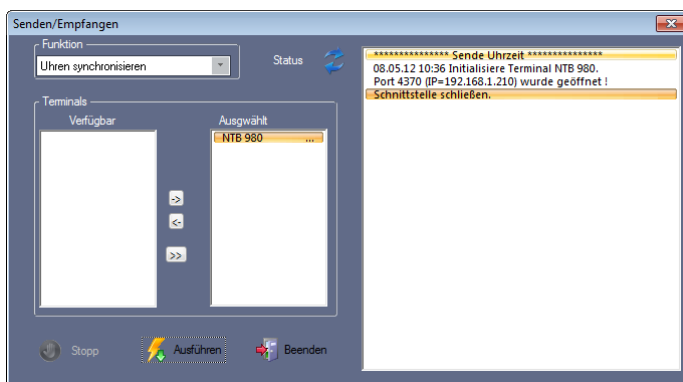 Senden/Empfangen
Funktion
Uhren synchronisieren
Status
Terminals
Verfügbar
Ausgwählt
NTB 980 ...
->
<-
>>
Stopp
Ausführen
Beenden
*************** Sende Uhrzeit ***************
08.05.12 10:36 Initialisiere Terminal NTB 980.
Port 4370 (IP=192.168.1.210) wurde geöffnet !
Schnittstelle schließen.